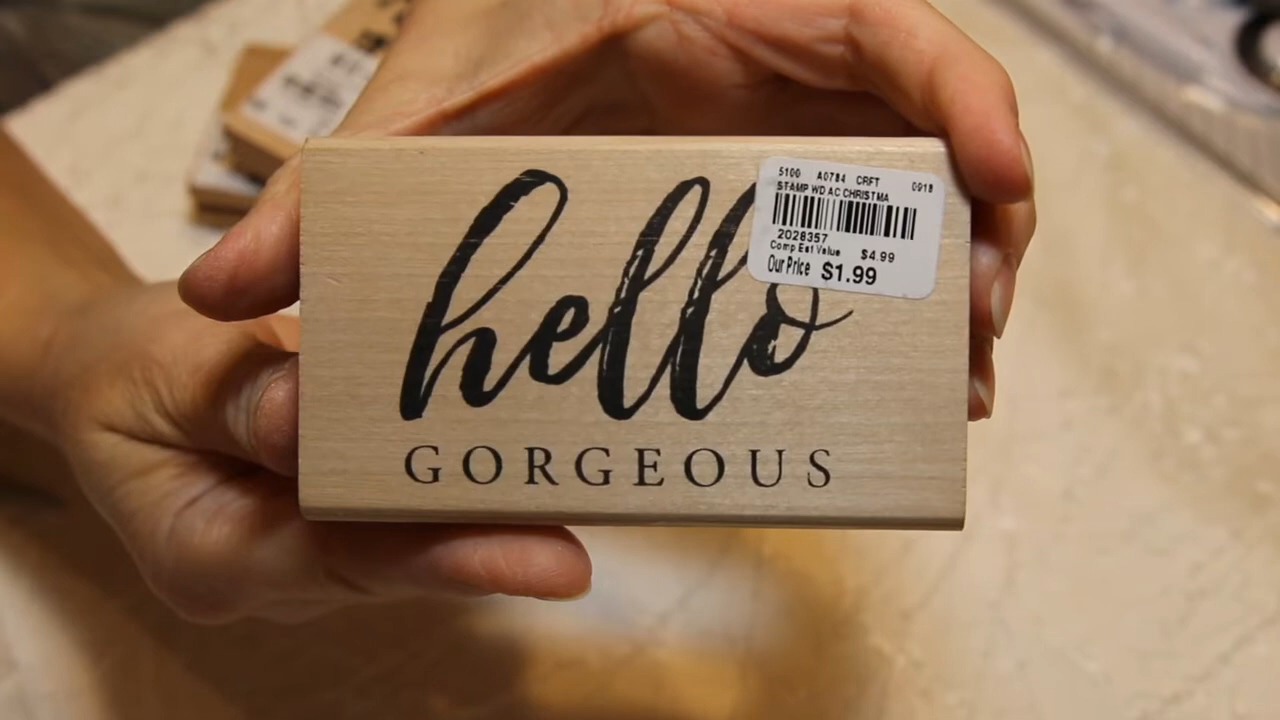 hello
GORGEOUS
5100 A0784 CRFT 0918
STAMP WD AC CHRISTMA
2028357
Comp Est Value $4.99
Our Price $1.99